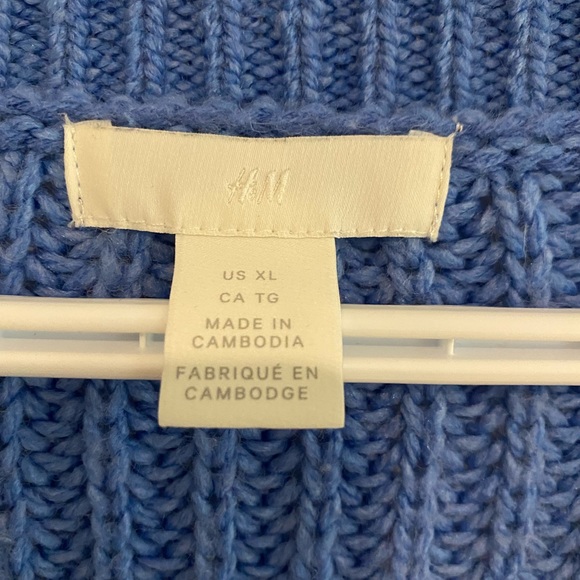 H&M
US XL
CA TG
MADE IN
CAMBODIA
FABRIQUÉ EN
CAMBODGE